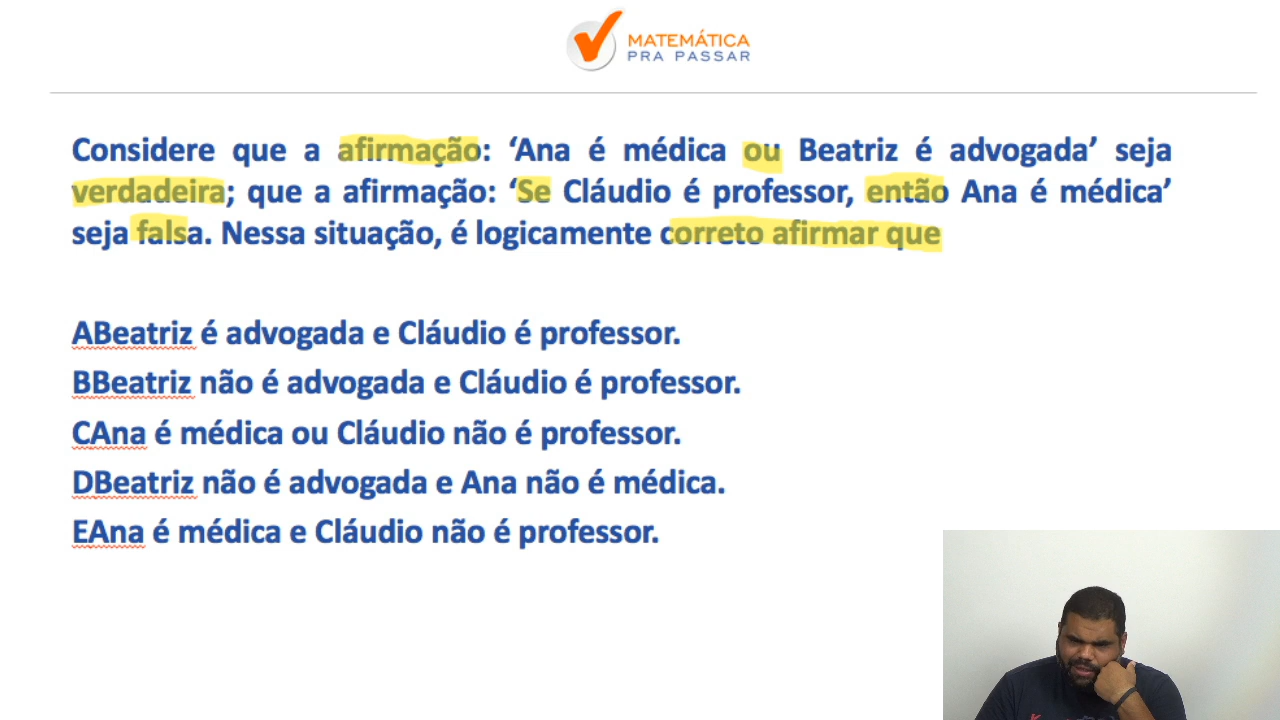 MATEMÁTICA
PRA PASSAR
Considere que a afirmação: ‘Ana é médica ou Beatriz é advogada’ seja
verdadeira; que a afirmação: ‘Se Cláudio é professor, então Ana é médica’
seja falsa. Nessa situação, é logicamente correto afirmar que
ABeatriz é advogada e Cláudio é professor.
BBeatriz não é advogada e Cláudio é professor.
CAna é médica ou Cláudio não é professor.
DBeatriz não é advogada e Ana não é médica.
EAna é médica e Cláudio não é professor.